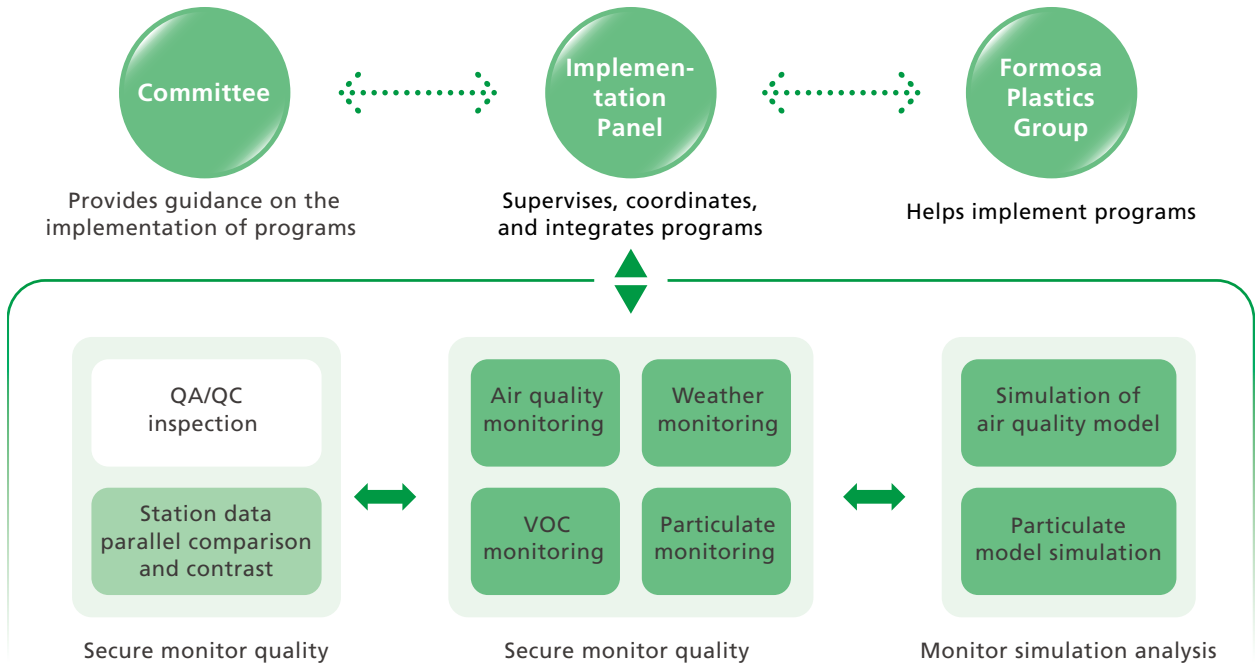 Committee
Implemen-
tation
Panel
Formosa
Plastics
Group
Provides guidance on the
implementation of programs
Supervises, coordinates,
and integrates programs
Helps implement programs
QA/QC
inspection
Station data
parallel comparison
and contrast
Secure monitor quality
Air quality
monitoring
Weather
monitoring
VOC
monitoring
Particulate
monitoring
Secure monitor quality
Simulation of
air quality model
Particulate
model simulation
Monitor simulation analysis